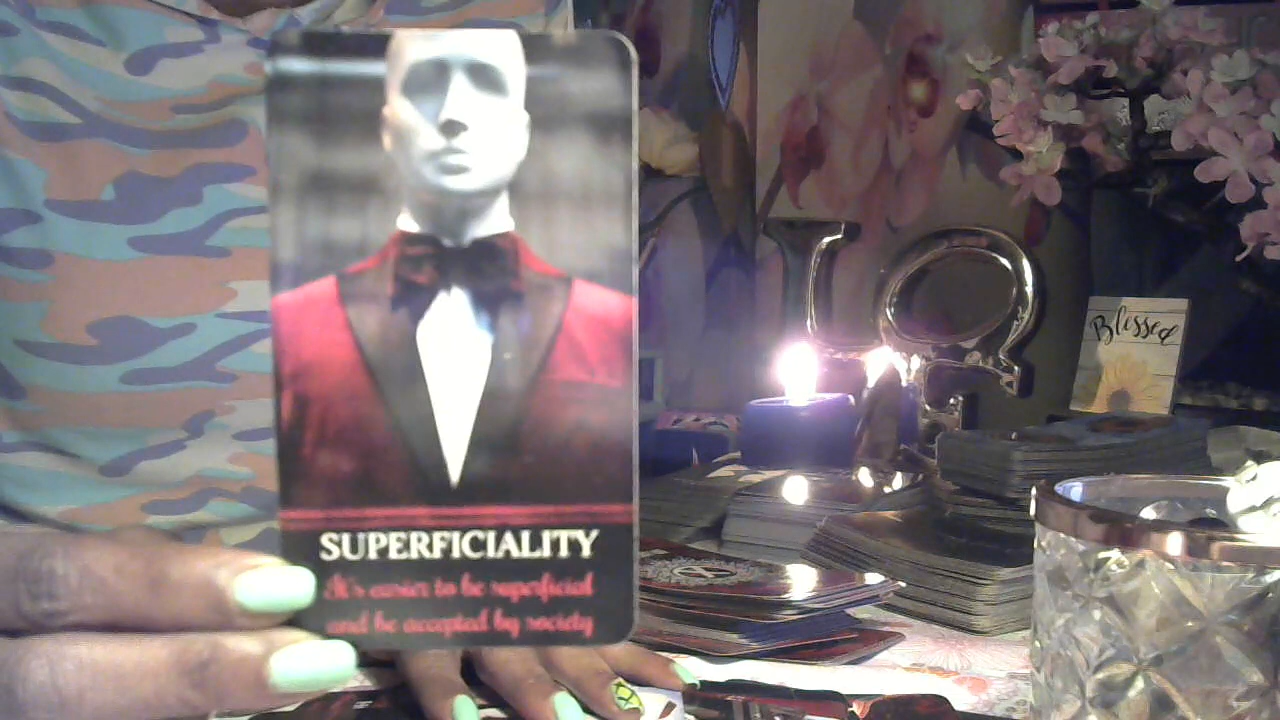 SUPERFICIALITY
It's easier to be superficial
and be accepted by society
Blessed